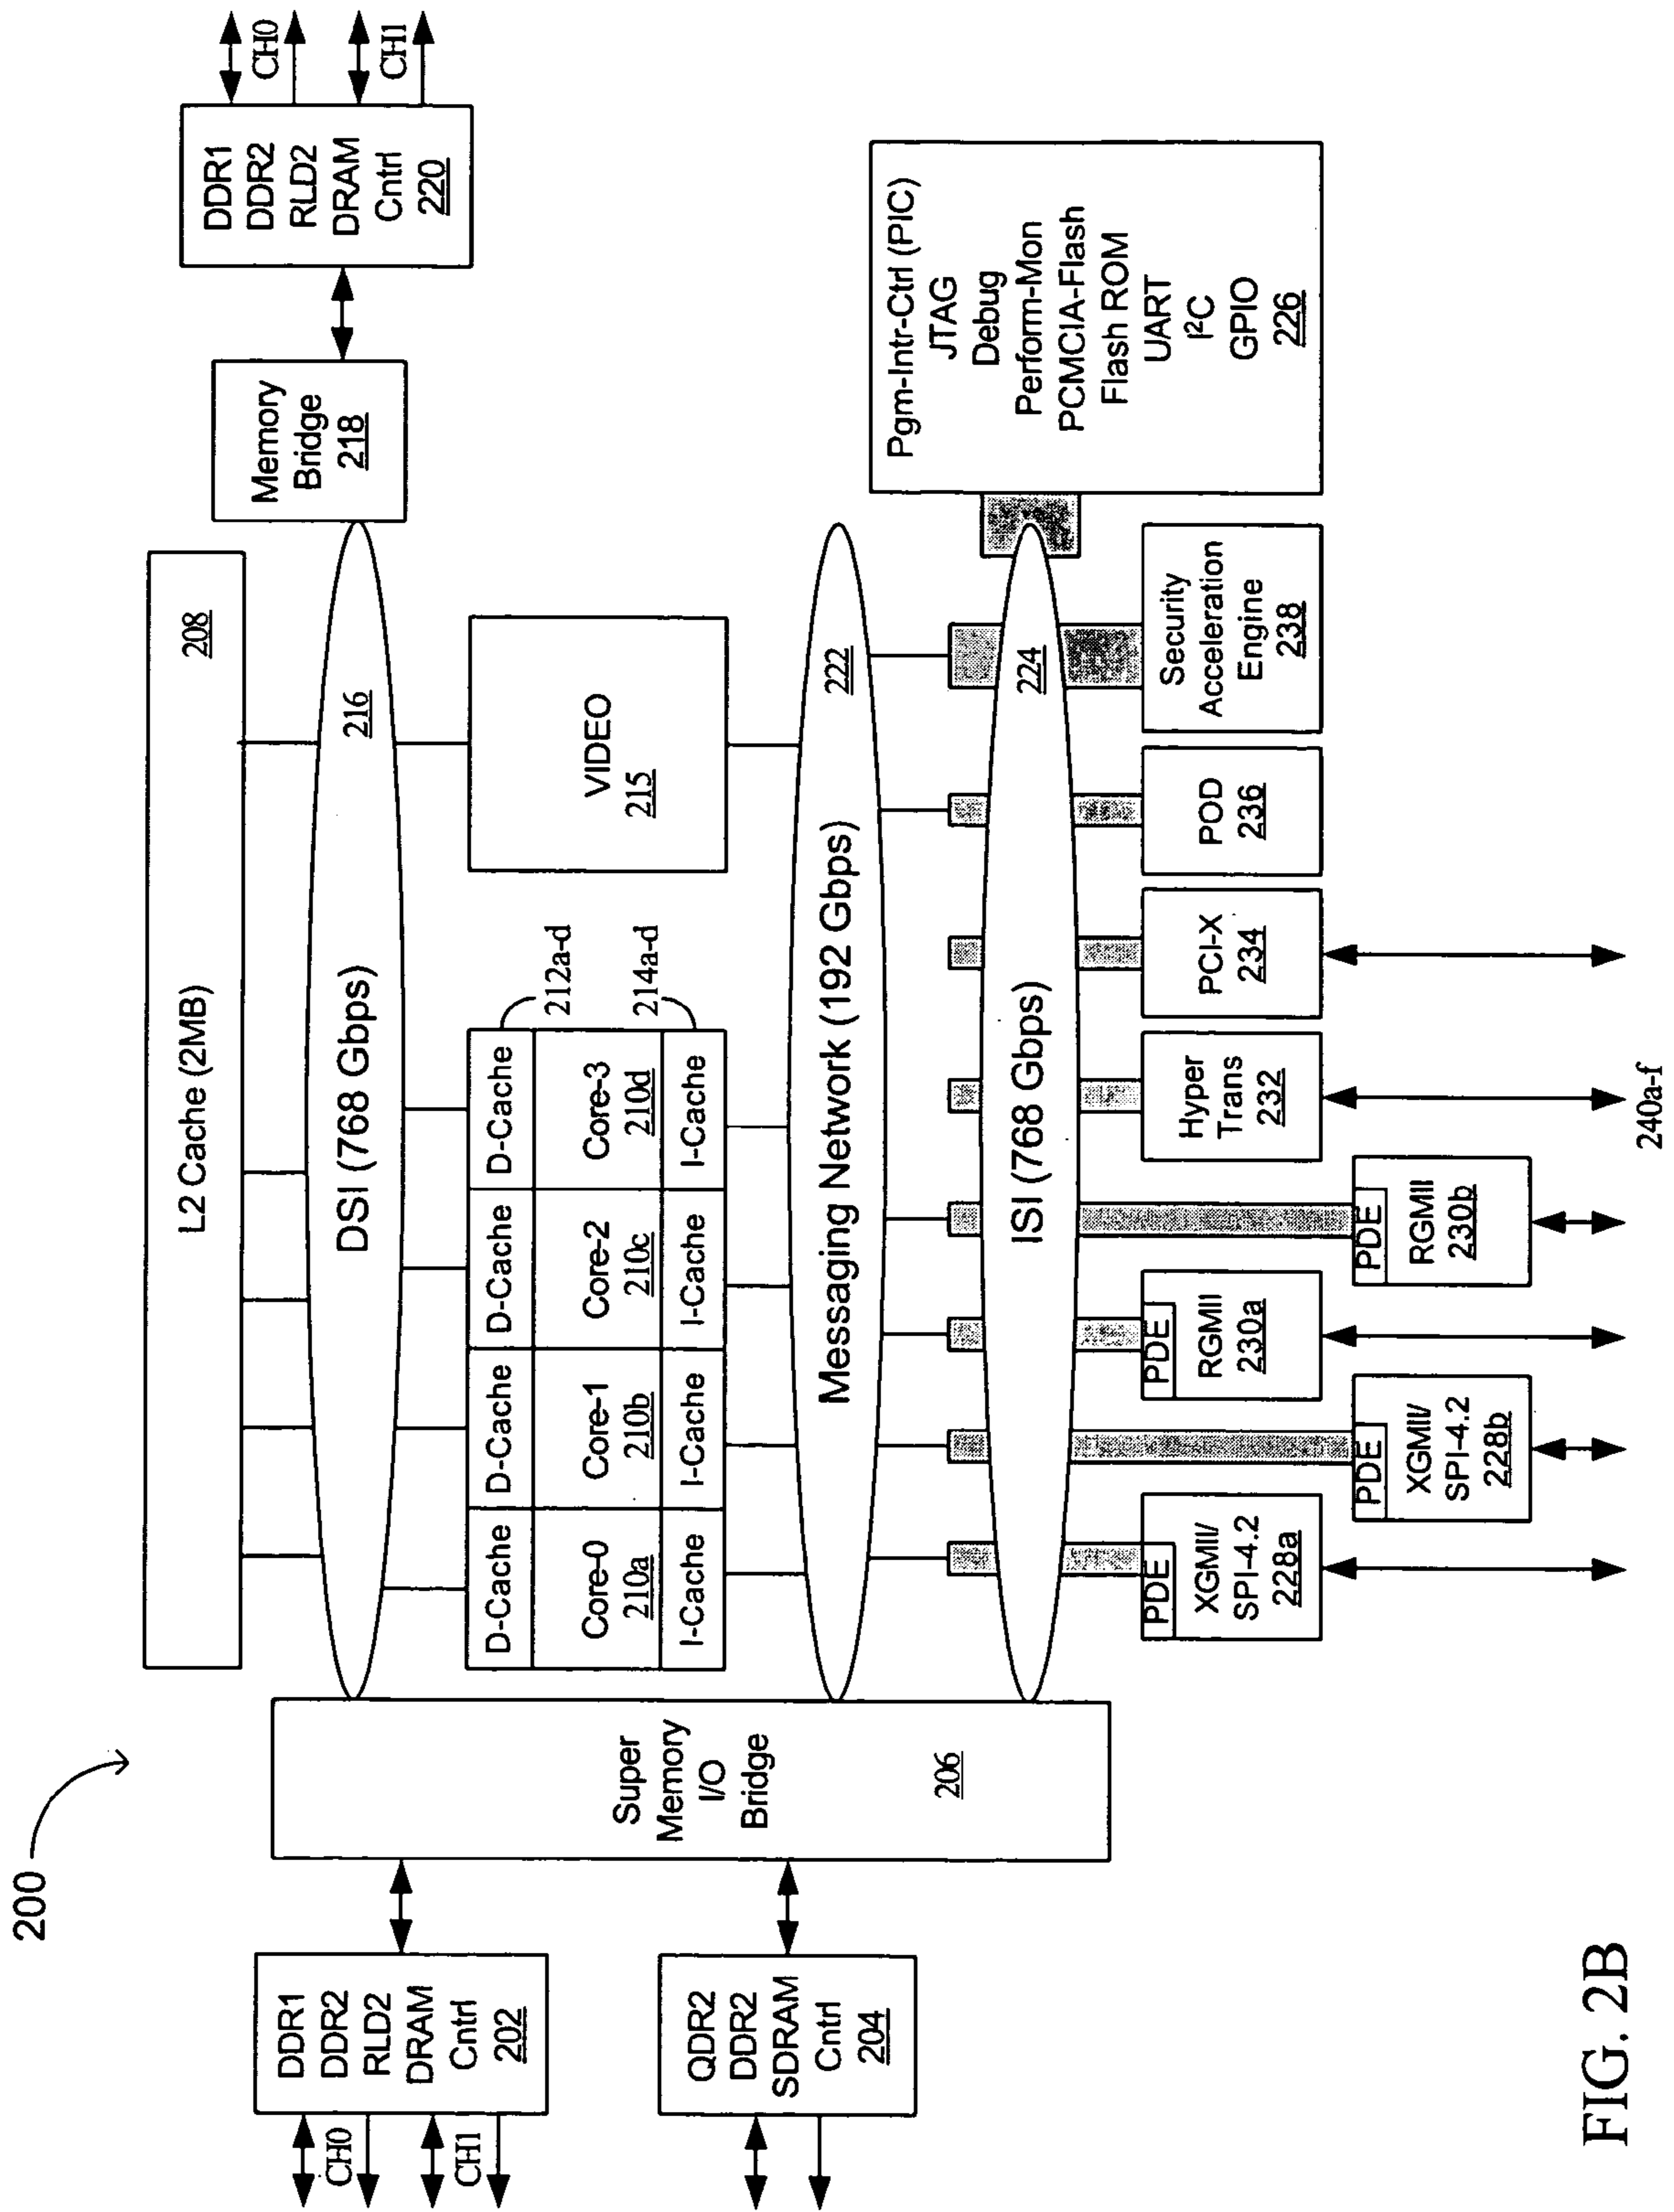 200
L2 Cache (2MB)
208
DDR1
DDR2
RLD2
DRAM
Cntrl
220
CH0
CH1
Memory
Bridge
218
DSI (768 Gbps)
216
DDR1
DDR2
RLD2
DRAM
Cntrl
202
CH0
CH1
QDR2
DDR2
SDRAM
Cntrl
204
Super
Memory
I/O
Bridge
206
D-Cache
D-Cache
D-Cache
D-Cache
212a-d
Core-0
210a
Core-1
210b
Core-2
210c
Core-3
210d
214a-d
I-Cache
I-Cache
I-Cache
I-Cache
VIDEO
215
Messaging Network (192 Gbps)
222
ISI (768 Gbps)
224
Pgm-Intr-Ctrl (PIC)
JTAG
Debug
Perform-Mon
PCMCIA-Flash
Flash ROM
UART
I²C
GPIO
226
PDE
XGMII/
SPI-4.2
228a
PDE
XGMII/
SPI-4.2
228b
PDE
RGMII
230a
PDE
RGMII
230b
Hyper
Trans
232
PCI-X
234
POD
236
Security
Acceleration
Engine
238
240a-f
FIG. 2B